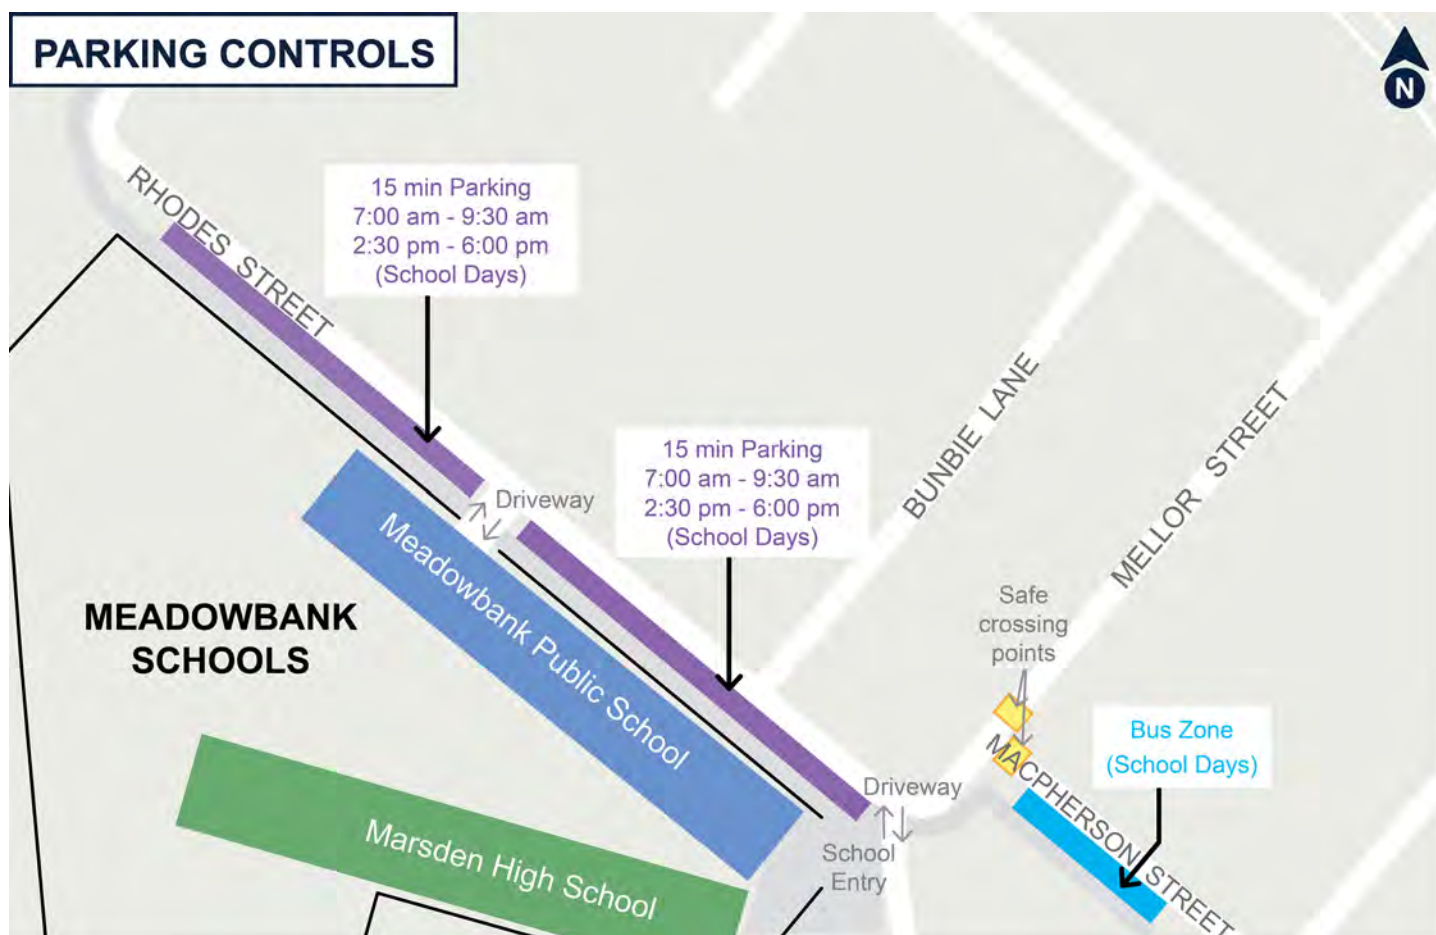 PARKING CONTROLS
N
RHODES STREET
15 min Parking
7:00 am - 9:30 am
2:30 pm - 6:00 pm
(School Days)
15 min Parking
7:00 am - 9:30 am
2:30 pm - 6:00 pm
(School Days)
BUNBIE LANE
MELLOR STREET
Driveway
Meadowbank Public School
MEADOWBANK
SCHOOLS
Safe
crossing
points
MACPHERSON STREET
Bus Zone
(School Days)
Driveway
School
Entry
Marsden High School